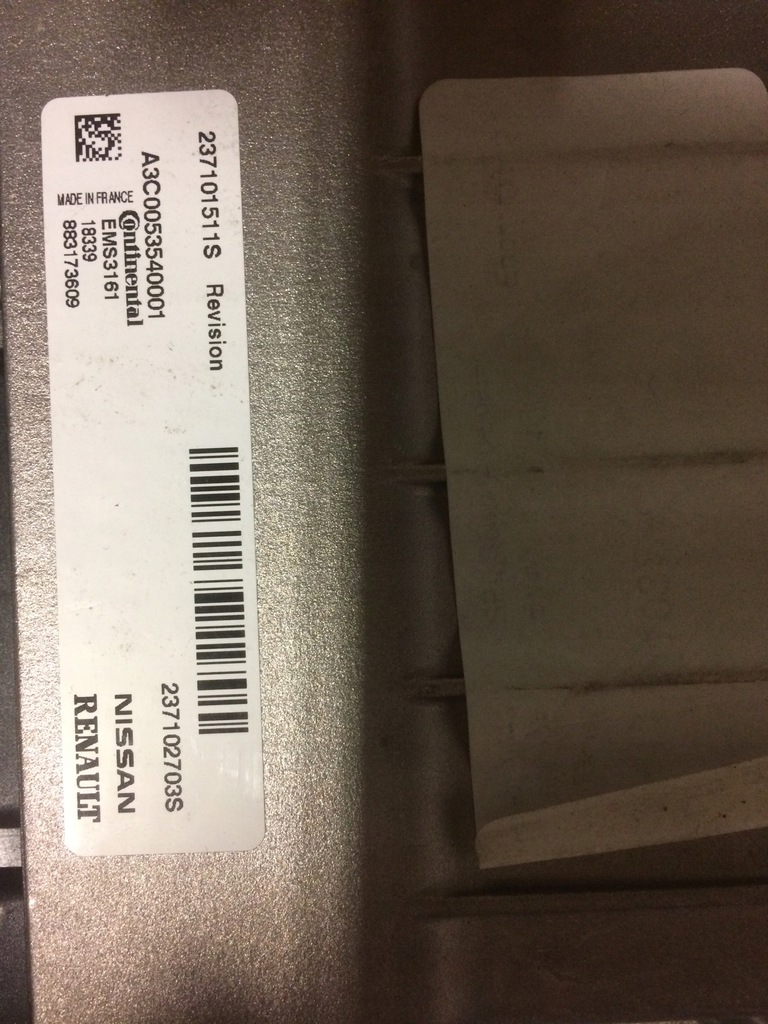 237101511S Revision
A3C0053540001
Continental
MADE IN FRANCE
EMS3161
18339
883173609
237102703S
NISSAN
RENAULT